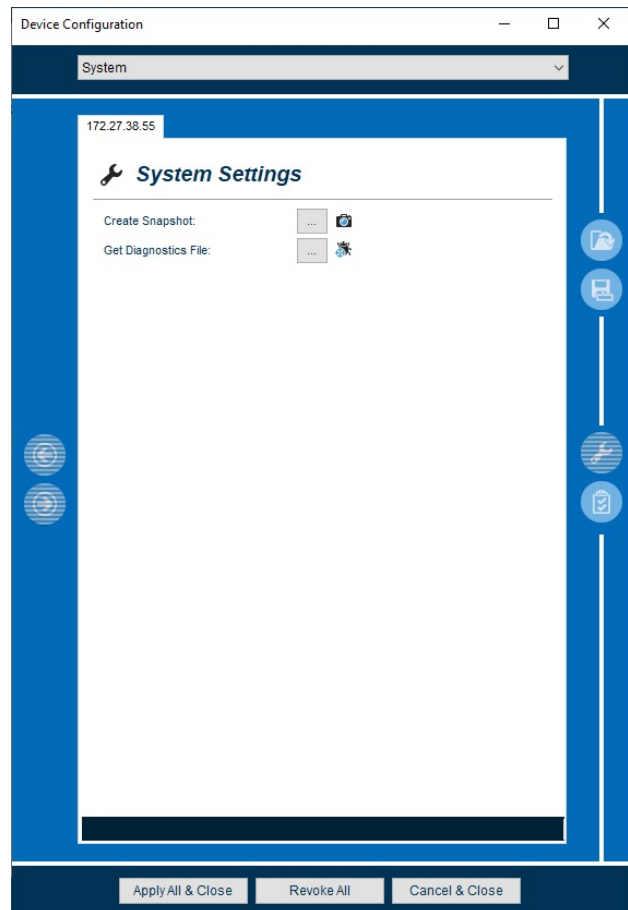 Device Configuration
System
172.27.38.55
System Settings
Create Snapshot: ...
Get Diagnostics File: ...
Apply All & Close Revoke All Cancel & Close